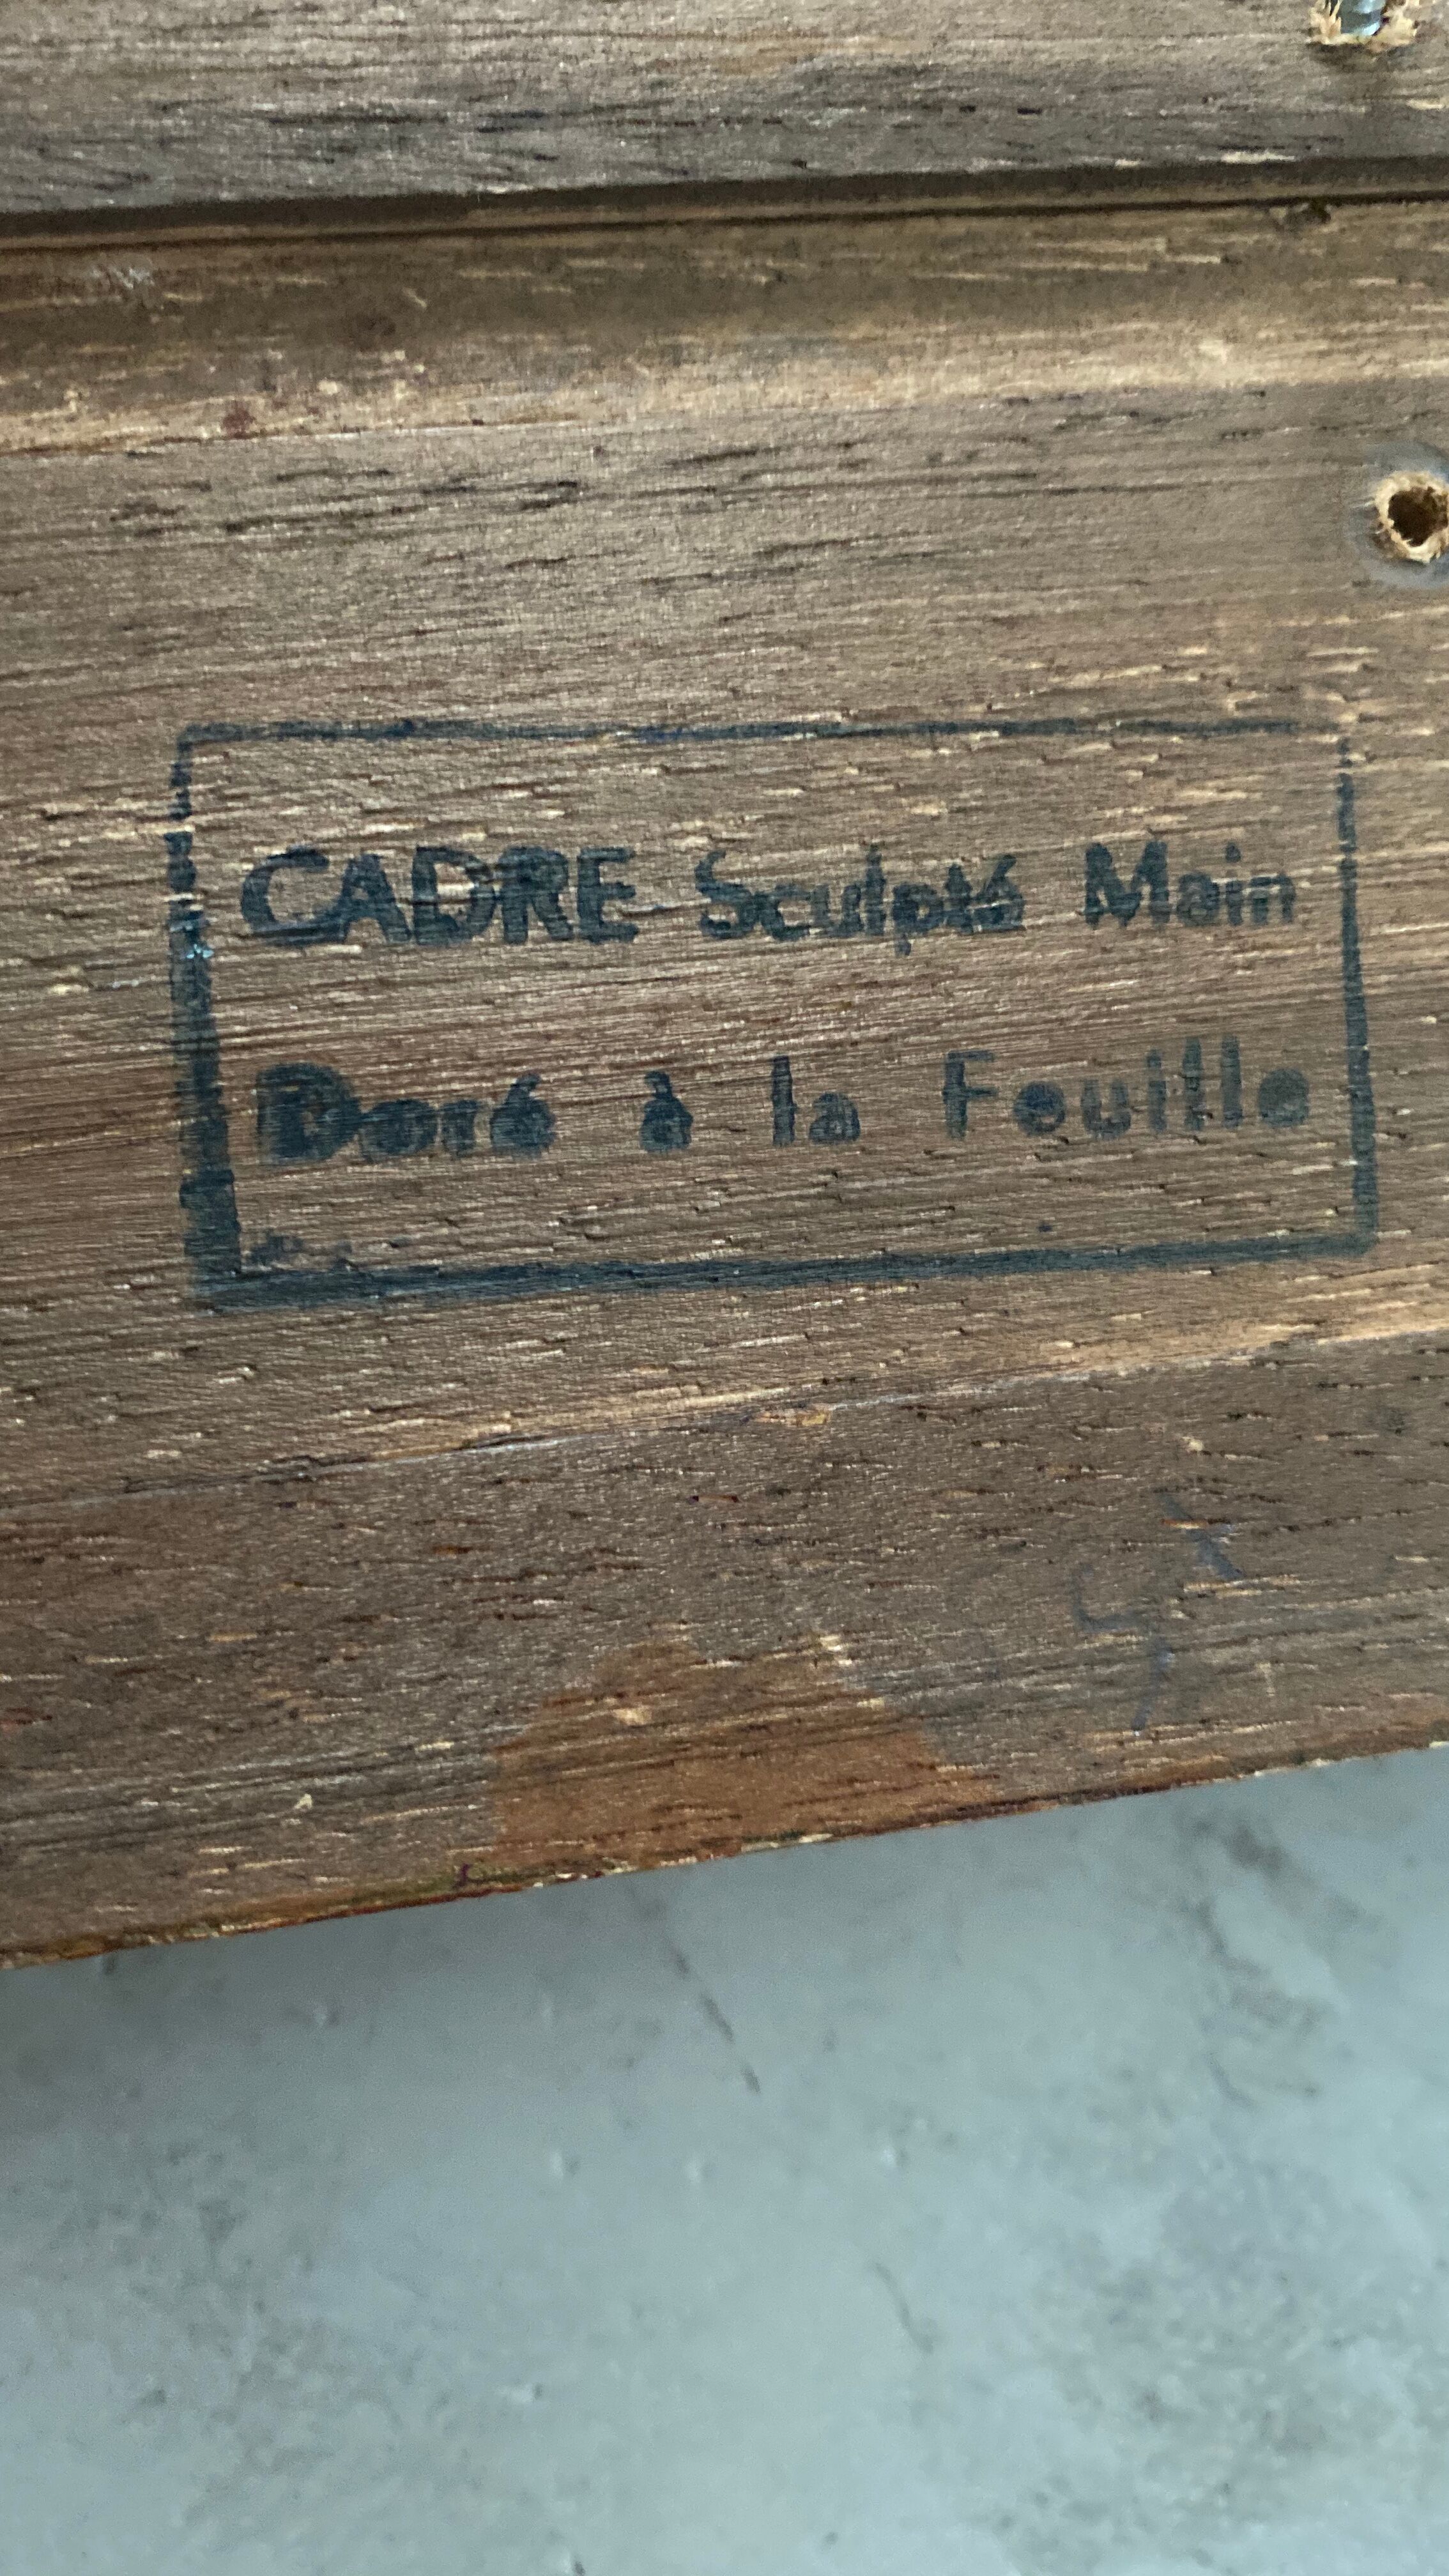 CADRE Sculpté Main
Doré à la Feuille